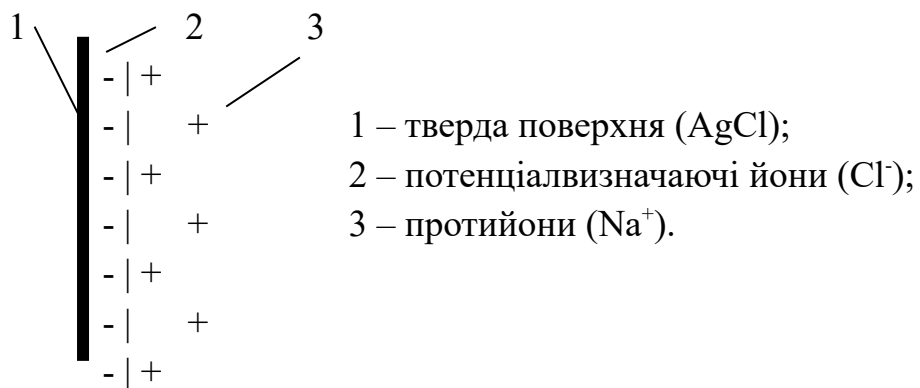 1 2 3
- | +
- | +
1 – тверда поверхня (AgCl);
- | +
2 – потенціалвизначаючі йони (Cl⁻);
- | +
3 – протийони (Na⁺).
- | +
- | +
- | +